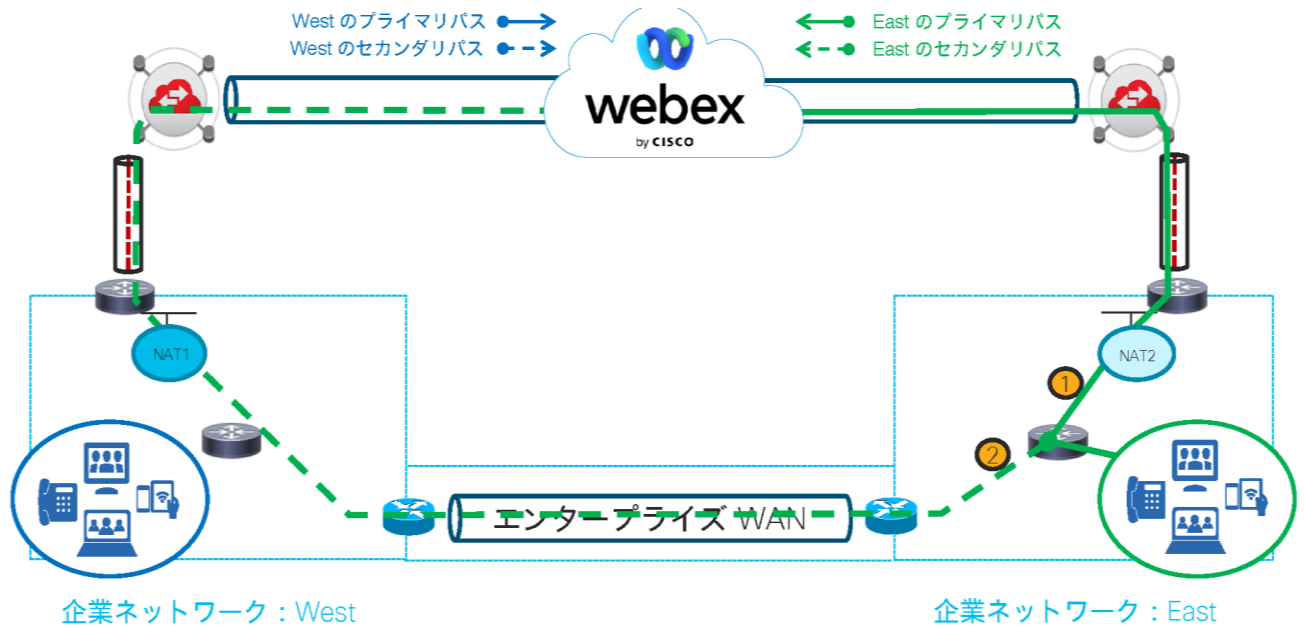 West のプライマリパス
West のセカンダリパス
East のプライマリパス
East のセカンダリパス
webex
by CISCO
NAT1
NAT2
1
2
エンタープライズ WAN
企業ネットワーク：West
企業ネットワーク：East